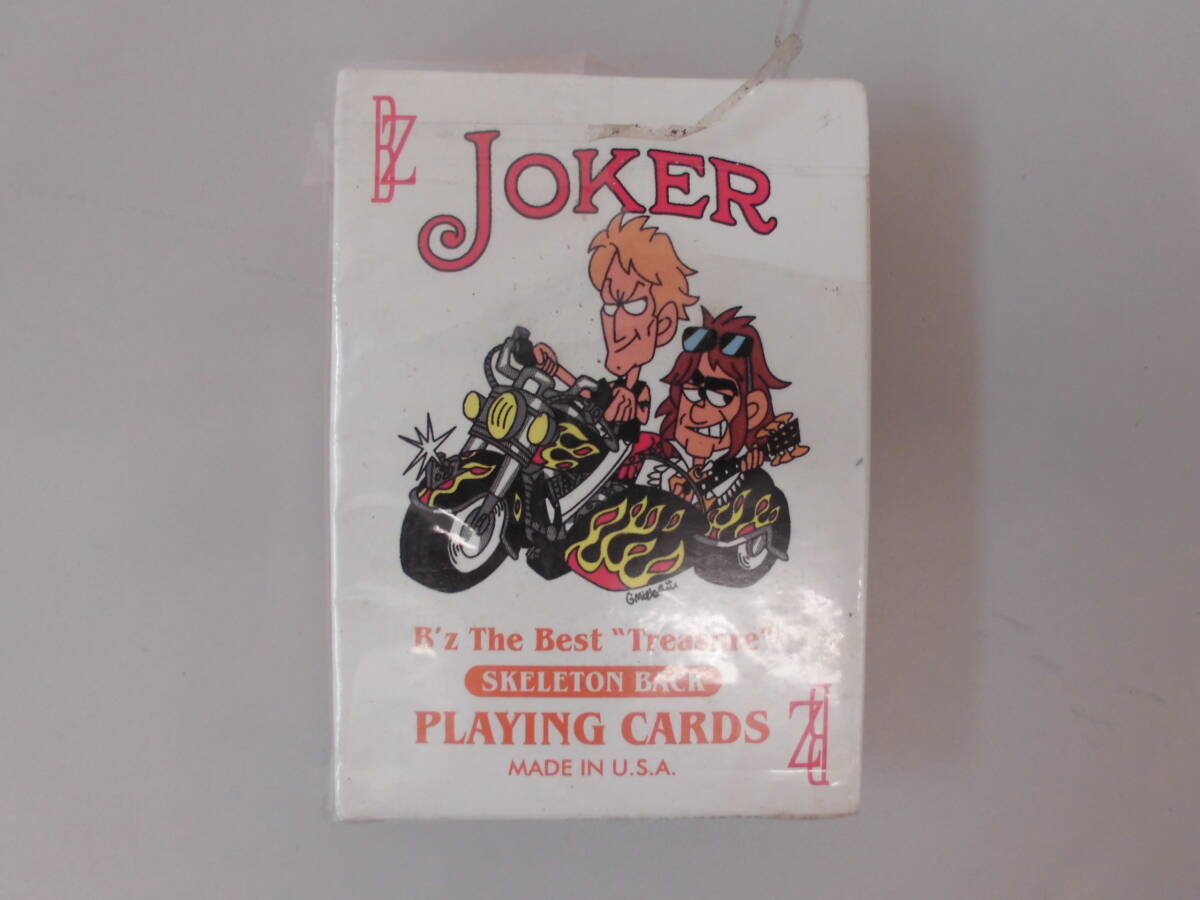 B'z
JOKER
B'z The Best "Treasure"
SKELETON BACK
PLAYING CARDS
MADE IN U.S.A.
B'z